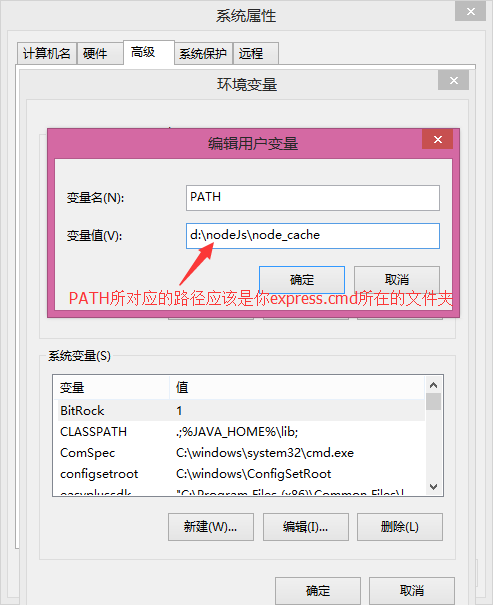 系统属性
计算机名 硬件 高级 系统保护 远程
环境变量
编辑用户变量
变量名(N): PATH
变量值(V): d:\nodeJs\node_cache
确定 取消
PATH所对应的路径应该是你express.cmd所在的文件夹
系统变量(S)
变量 值
BitRock 1
CLASSPATH .;%JAVA_HOME%\lib;
ComSpec C:\windows\system32\cmd.exe
configsetroot C:\windows\ConfigSetRoot
easyplussdk "C:\Program Files (x86)\Common Files\l
新建(W)... 编辑(I)... 删除(L)
确定 取消